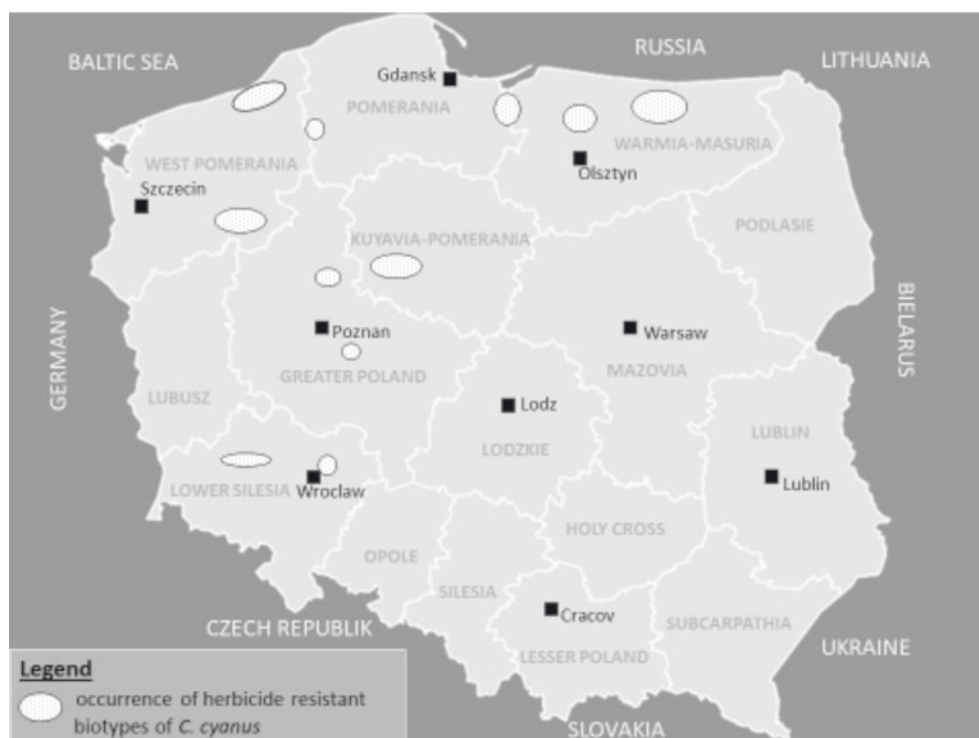 BALTIC SEA
RUSSIA
LITHUANIA
Gdansk
POMERANIA
WARMIA-MASURIA
WEST POMERANIA
Olsztyn
Szczecin
KUYAVIA-POMERANIA
PODLASIE
GERMANY
BIELARUS
Poznan
Warsaw
GREATER POLAND
MAZOVIA
LUBUSZ
Lodz
LODZKIE
LUBLIN
Lublin
LOWER SILESIA
Wroclaw
HOLY CROSS
OPOLE
SILESIA
Cracov
SUBCARPATHIA
CZECH REPUBLIK
LESSER POLAND
UKRAINE
SLOVAKIA
Legend
occurrence of herbicide resistant
biotypes of C. cyanus